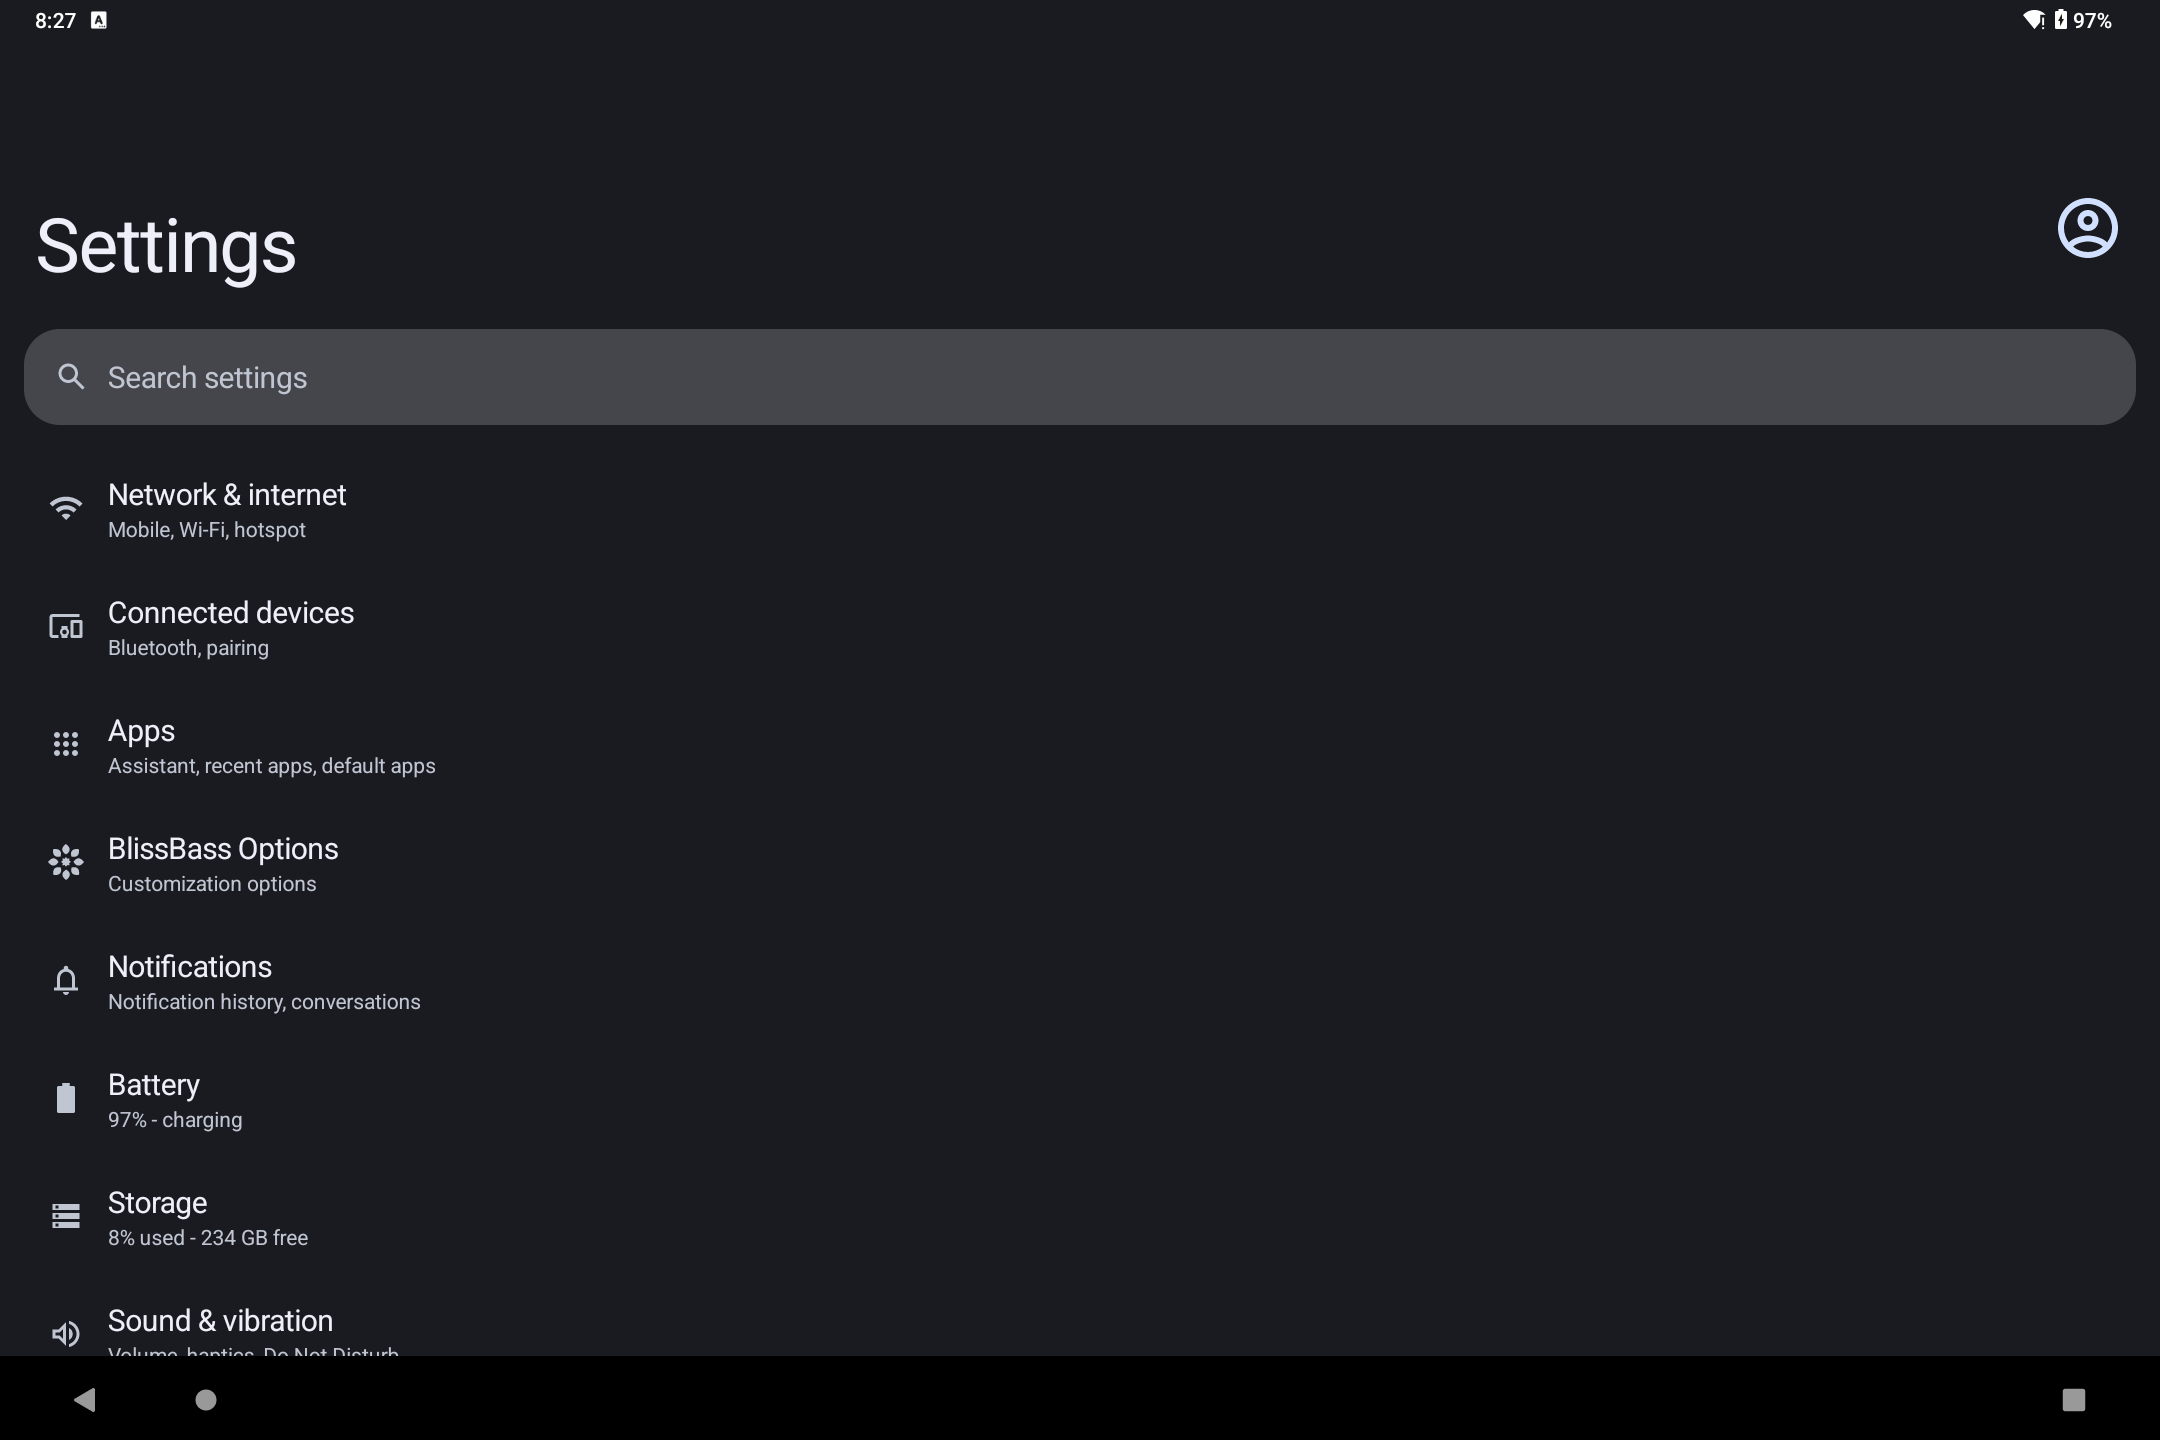 8:27
97%
Settings
Search settings
Network & internet
Mobile, Wi-Fi, hotspot
Connected devices
Bluetooth, pairing
Apps
Assistant, recent apps, default apps
BlissBass Options
Customization options
Notifications
Notification history, conversations
Battery
97% - charging
Storage
8% used - 234 GB free
Sound & vibration
Volume, haptics, Do Not Disturb